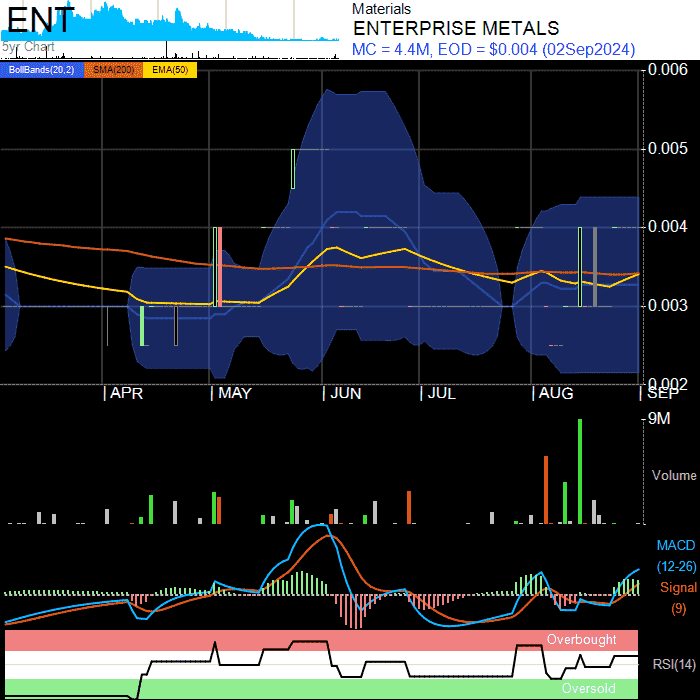 ENT
5yr Chart
Materials
ENTERPRISE METALS
MC = 4.4M, EOD = $0.004 (02Sep2024)
BollBands(20,2) SMA(200) EMA(50)
0.006
0.005
0.004
0.003
0.002
| APR | MAY | JUN | JUL | AUG | SEP
9M
Volume
MACD
(12-26)
Signal
(9)
Overbought
RSI(14)
Oversold